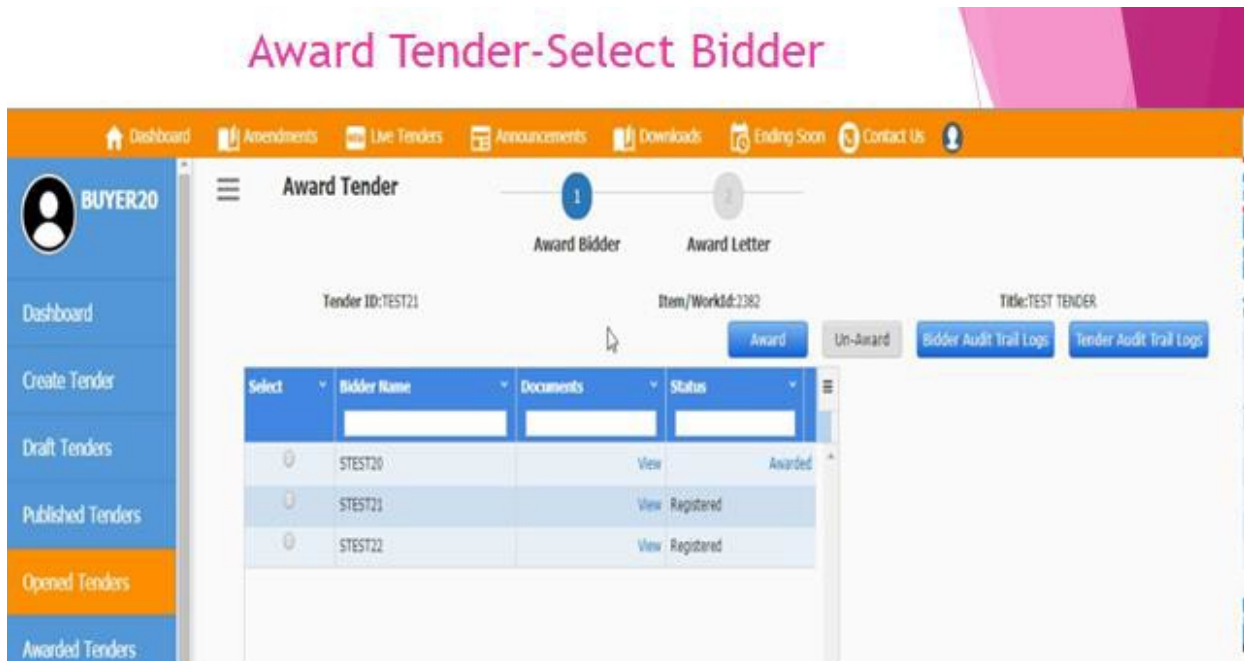 Award Tender-Select Bidder
Dashboard Amendments Live Tenders Announcements Downloads Ending Soon Contact Us
BUYER20
Award Tender
1 2
Award Bidder Award Letter
Tender ID:TEST21 Item/WorkId:2382 Title:TEST TENDER
Award Un-Award Bidder Audit Trail Logs Tender Audit Trail Logs
Dashboard
Create Tender
Draft Tenders
Published Tenders
Opened Tenders
Awarded Tenders
Select Bidder Name Documents Status
STEST20 View Awarded
STEST21 View Registered
STEST22 View Registered